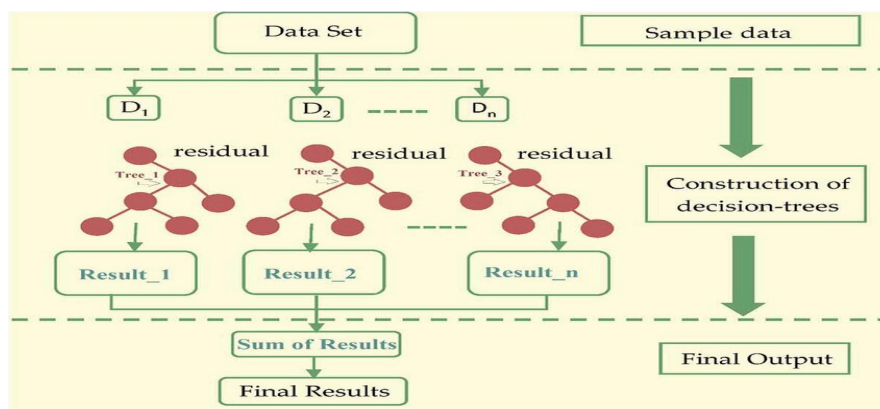 Data Set
Sample data
D1
D2
Dn
residual
residual
residual
Tree_1
Tree_2
Tree_3
Construction of
decision-trees
Result_1
Result_2
Result_n
Sum of Results
Final Output
Final Results